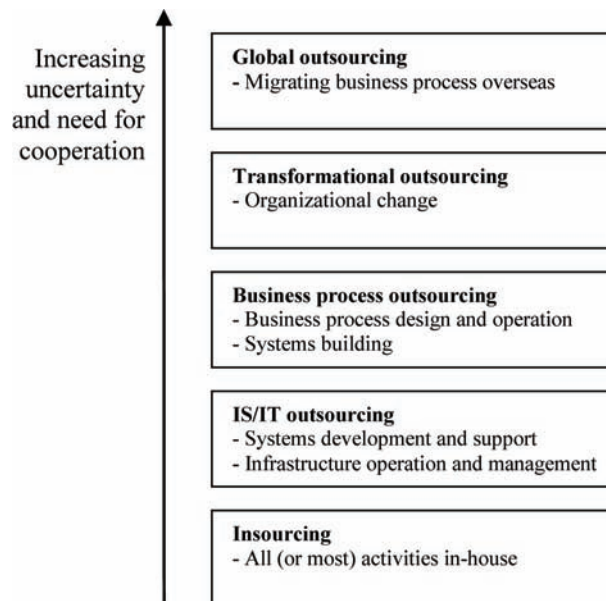 Increasing
uncertainty
and need for
cooperation
Global outsourcing
- Migrating business process overseas
Transformational outsourcing
- Organizational change
Business process outsourcing
- Business process design and operation
- Systems building
IS/IT outsourcing
- Systems development and support
- Infrastructure operation and management
Insourcing
- All (or most) activities in-house